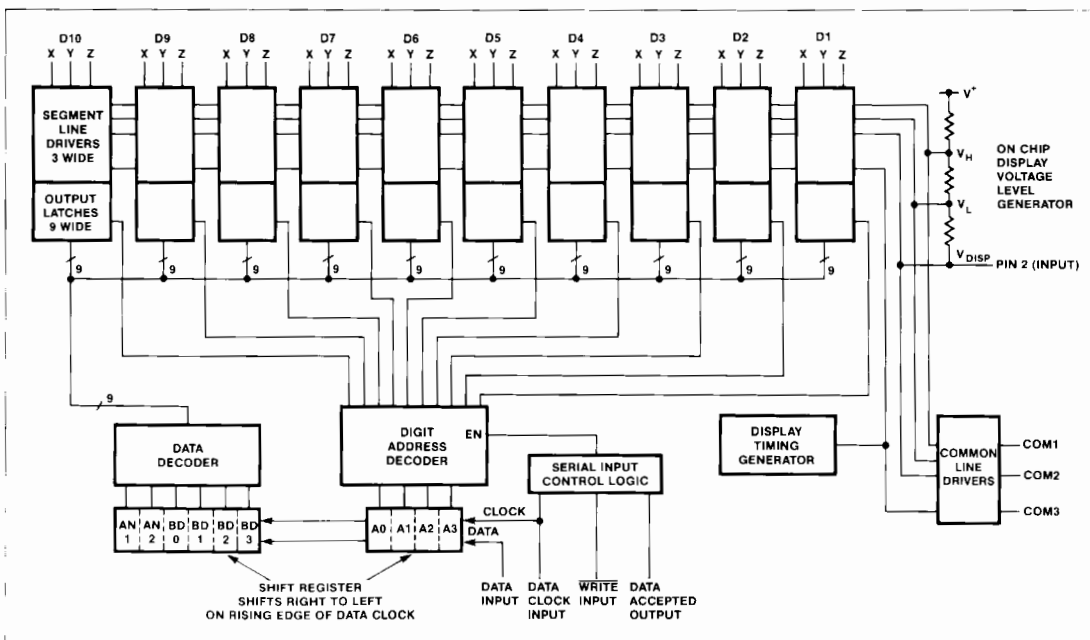 D10 D9 D8 D7 D6 D5 D4 D3 D2 D1
X Y Z X Y Z X Y Z X Y Z X Y Z X Y Z X Y Z X Y Z X Y Z X Y Z
V+
SEGMENT
LINE
DRIVERS
3 WIDE
OUTPUT
LATCHES
9 WIDE
VH
VL
VDISP
ON CHIP
DISPLAY
VOLTAGE
LEVEL
GENERATOR
PIN 2 (INPUT)
9 9 9 9 9 9 9 9 9 9
9
DATA
DECODER
DIGIT
ADDRESS
DECODER
EN
SERIAL INPUT
CONTROL LOGIC
DISPLAY
TIMING
GENERATOR
COMMON
LINE
DRIVERS
COM1
COM2
COM3
AN AN BD BD BD BD
1 2 0 1 2 3
A0 A1 A2 A3
CLOCK
DATA
SHIFT REGISTER
SHIFTS RIGHT TO LEFT
ON RISING EDGE OF DATA CLOCK
DATA
INPUT
DATA
CLOCK
INPUT
WRITE
INPUT
DATA
ACCEPTED
OUTPUT